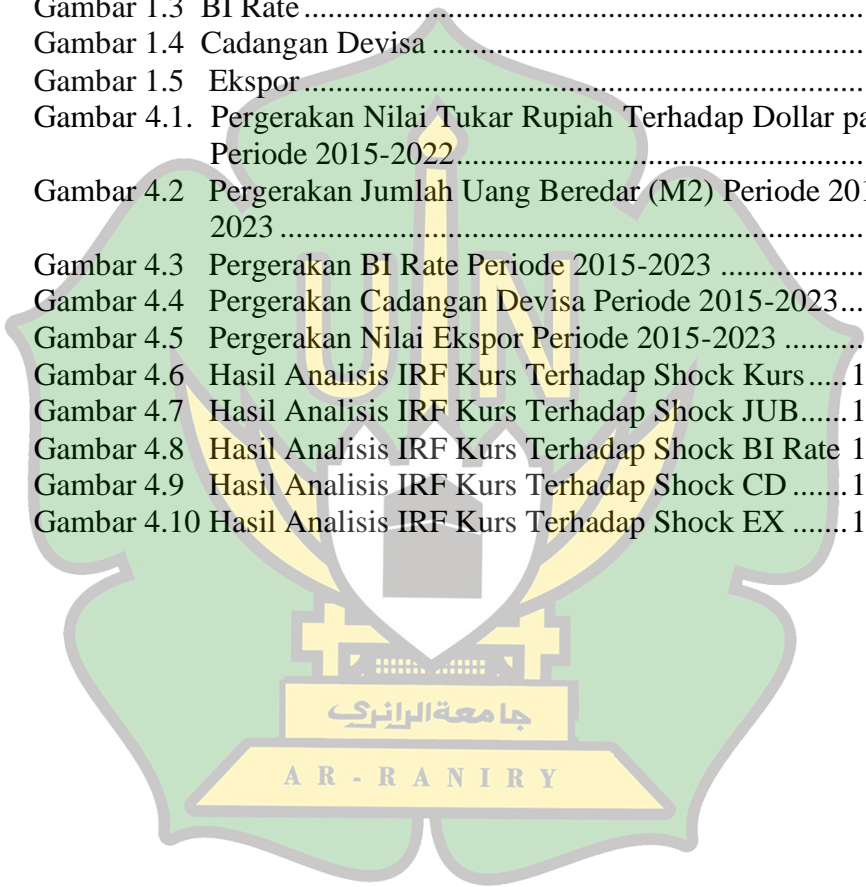 Gambar 1.3 BI Rate
Gambar 1.4 Cadangan Devisa
Gambar 1.5 Ekspor
Gambar 4.1. Pergerakan Nilai Tukar Rupiah Terhadap Dollar
Periode 2015-2022
Gambar 4.2 Pergerakan Jumlah Uang Beredar (M2) Periode
2023
Gambar 4.3 Pergerakan BI Rate Periode 2015-2023
Gambar 4.4 Pergerakan Cadangan Devisa Periode 2015-2023
Gambar 4.5 Pergerakan Nilai Ekspor Periode 2015-2023
Gambar 4.6 Hasil Analisis IRF Kurs Terhadap Shock Kurs ..... 1
Gambar 4.7 Hasil Analisis IRF Kurs Terhadap Shock JUB...... 1
Gambar 4.8 Hasil Analisis IRF Kurs Terhadap Shock BI Rate 1
Gambar 4.9 Hasil Analisis IRF Kurs Terhadap Shock CD ....... 1
Gambar 4.10 Hasil Analisis IRF Kurs Terhadap Shock EX ....... 1
UIN
جامعة الرانري
AR-RANIRY